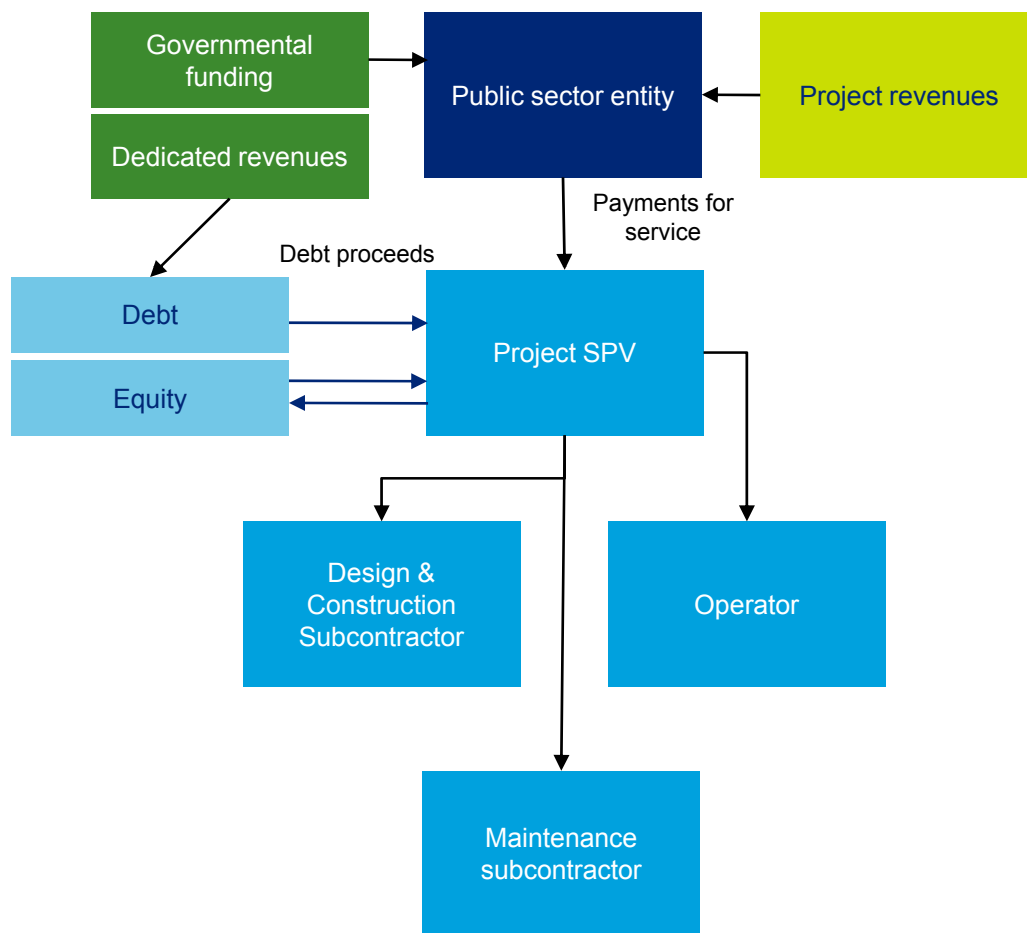 Governmental
funding
Public sector entity
Project revenues
Dedicated revenues
Payments for
service
Debt proceeds
Debt
Project SPV
Equity
Design &
Construction
Subcontractor
Operator
Maintenance
subcontractor